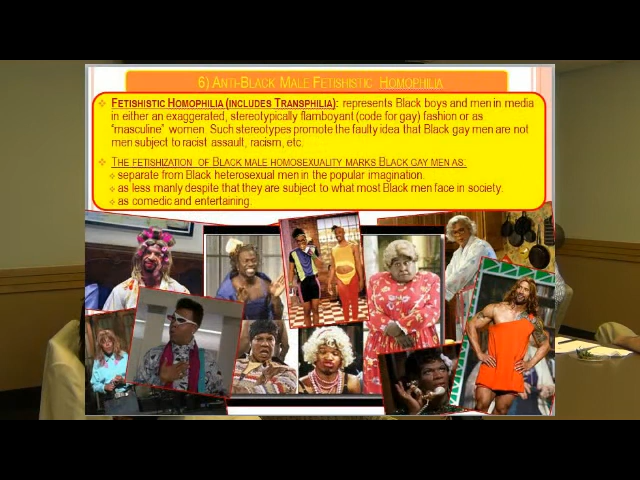 6) Anti-Black Male Fetishistic Homophilia
Fetishistic Homophilia (includes Transphilia): represents Black boys and men in media
in either an exaggerated, stereotypically flamboyant (code for gay) fashion or as
“masculine” women. Such stereotypes promote the faulty idea that Black gay men are not
men subject to racist assault, racism, etc.
The fetishization of Black male homosexuality marks Black gay men as:
separate from Black heterosexual men in the popular imagination.
as less manly despite that they are subject to what most Black men face in society.
as comedic and entertaining.